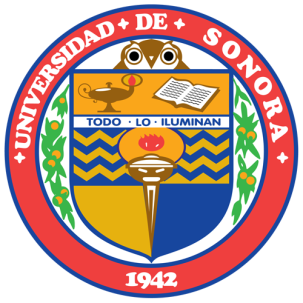 UNIVERSIDAD DE SONORA
TODO · LO · ILUMINAN
1942